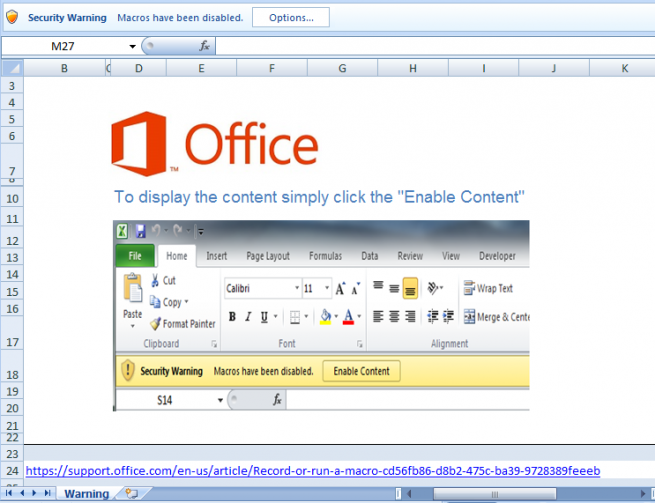 Security Warning Macros have been disabled. Options...
M27 fx
B C D E F G H I J K
3
4
5
6
Office™
7
8
10 To display the content simply click the "Enable Content"
11
12
13 File Home Insert Page Layout Formulas Data Review View Developer
14 Cut Calibri 11 A A Wrap Text
15 Copy
16 Paste Format Painter B I U A Merge & Cente
17 Clipboard Font Alignment
18 Security Warning Macros have been disabled. Enable Content
19 S14 fx
20
21
22
23
24 https://support.office.com/en-us/article/Record-or-run-a-macro-cd56fb86-d8b2-475c-ba39-9728389feeeb
Warning